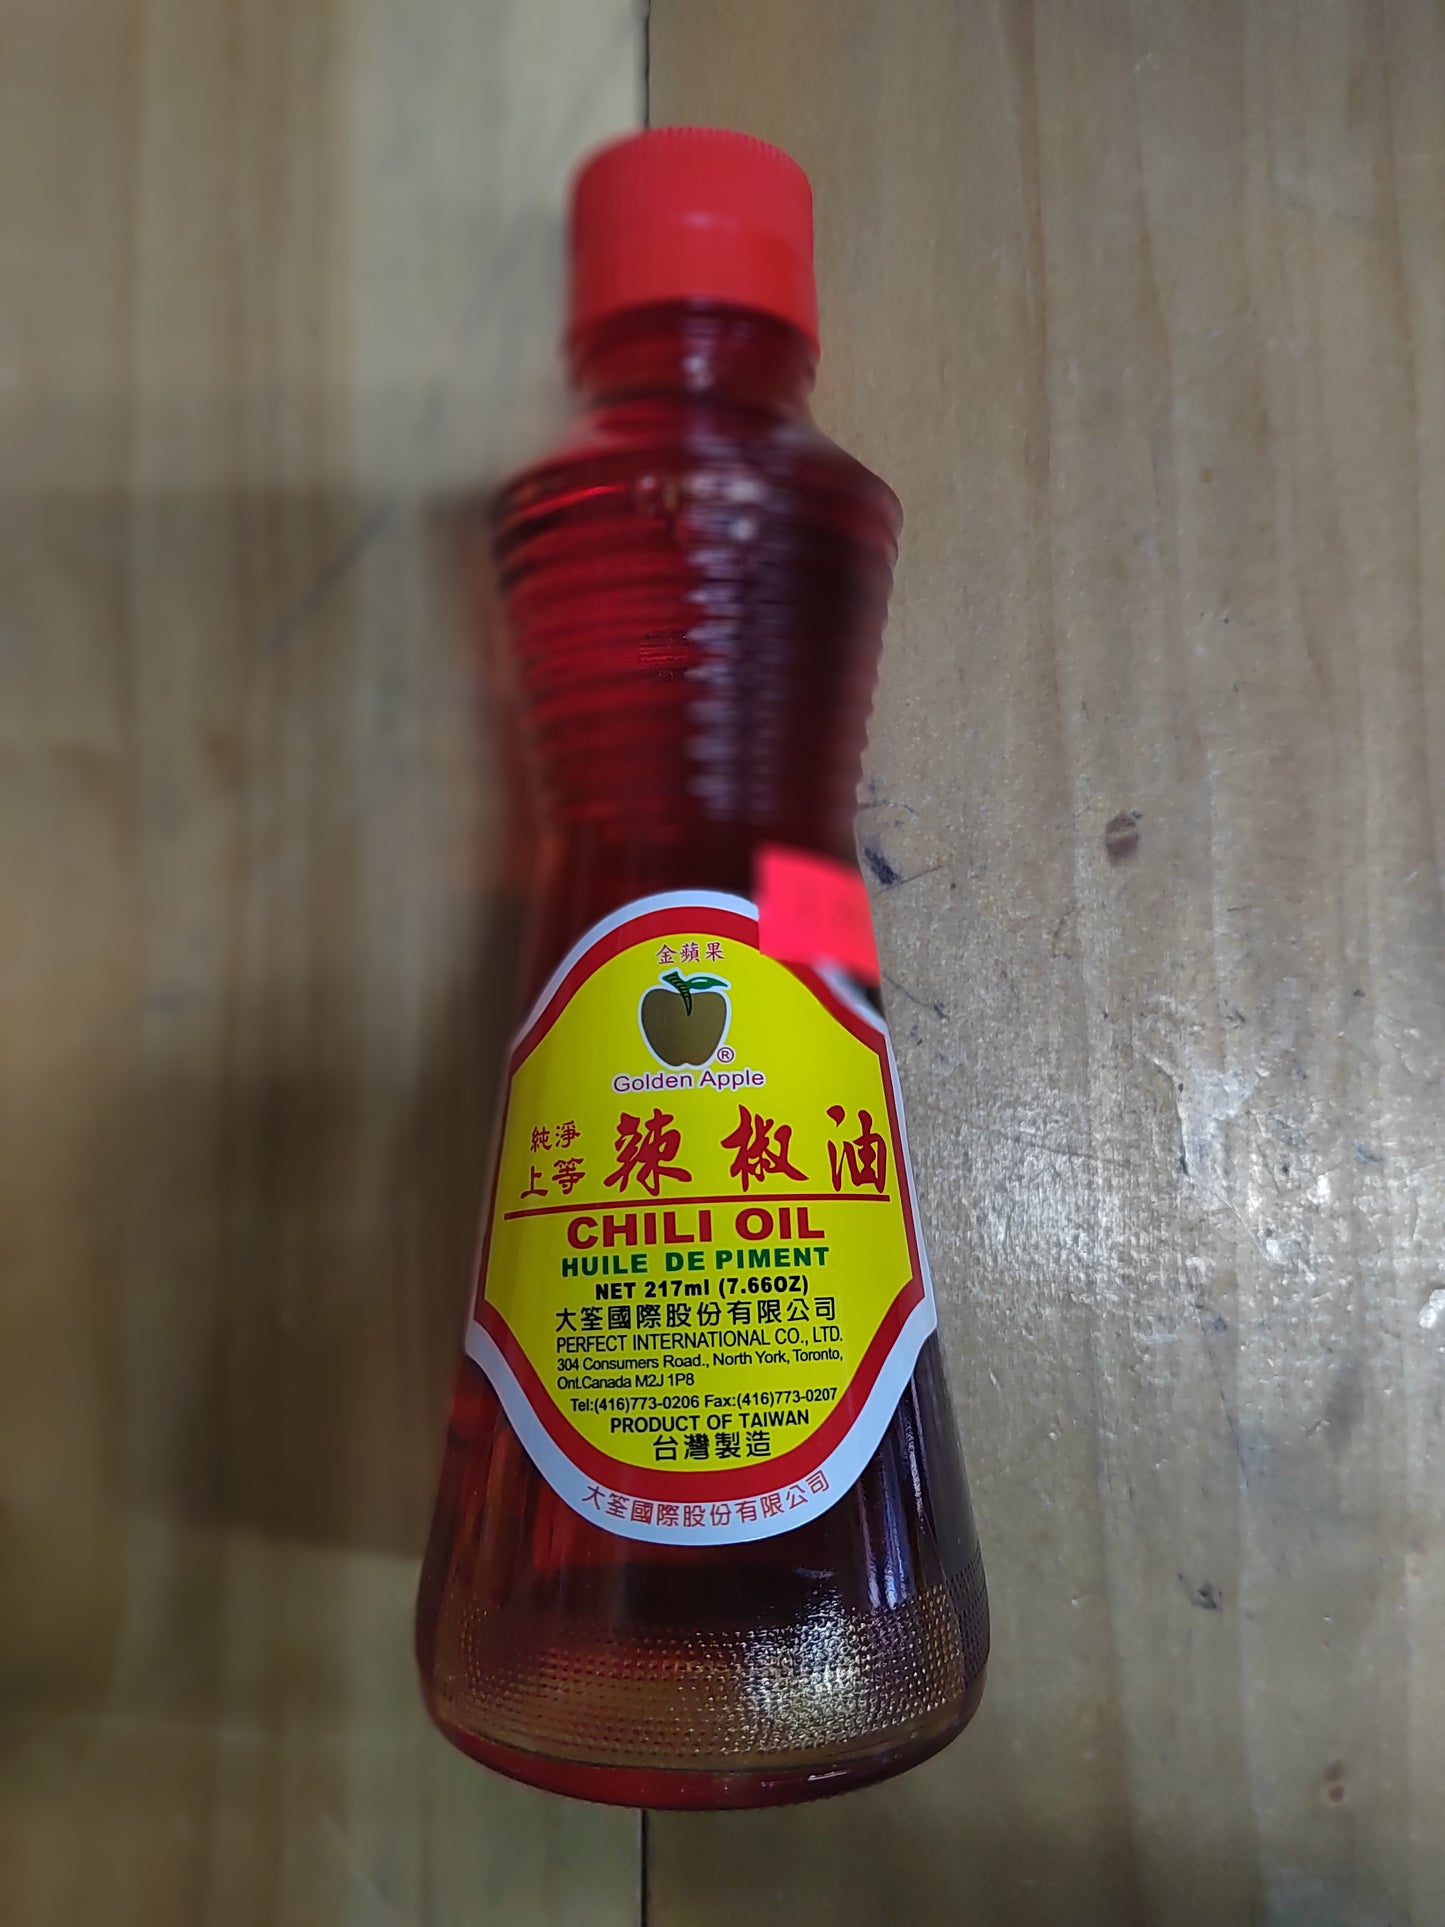 金蘋果
®
Golden Apple
純淨
上等
辣椒油
CHILI OIL
HUILE DE PIMENT
NET 217ml (7.66OZ)
大筌國際股份有限公司
PERFECT INTERNATIONAL CO., LTD.
304 Consumers Road., North York, Toronto,
Ont.Canada M2J 1P8
Tel:(416)773-0206 Fax:(416)773-0207
PRODUCT OF TAIWAN
台灣製造
大筌國際股份有限公司